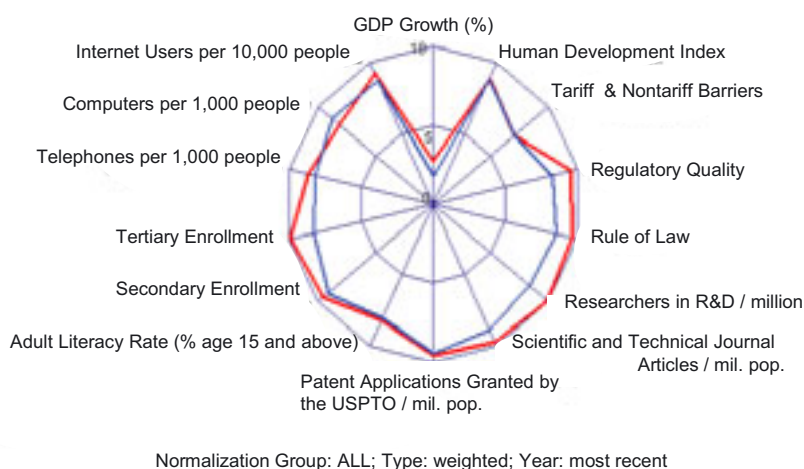 GDP Growth (%)
Internet Users per 10,000 people
Human Development Index
Computers per 1,000 people
Tariff & Nontariff Barriers
Telephones per 1,000 people
Regulatory Quality
Tertiary Enrollment
Rule of Law
Secondary Enrollment
Researchers in R&D / million
Adult Literacy Rate (% age 15 and above)
Scientific and Technical Journal
Articles / mil. pop.
Patent Applications Granted by
the USPTO / mil. pop.
10
5
0
Normalization Group: ALL; Type: weighted; Year: most recent